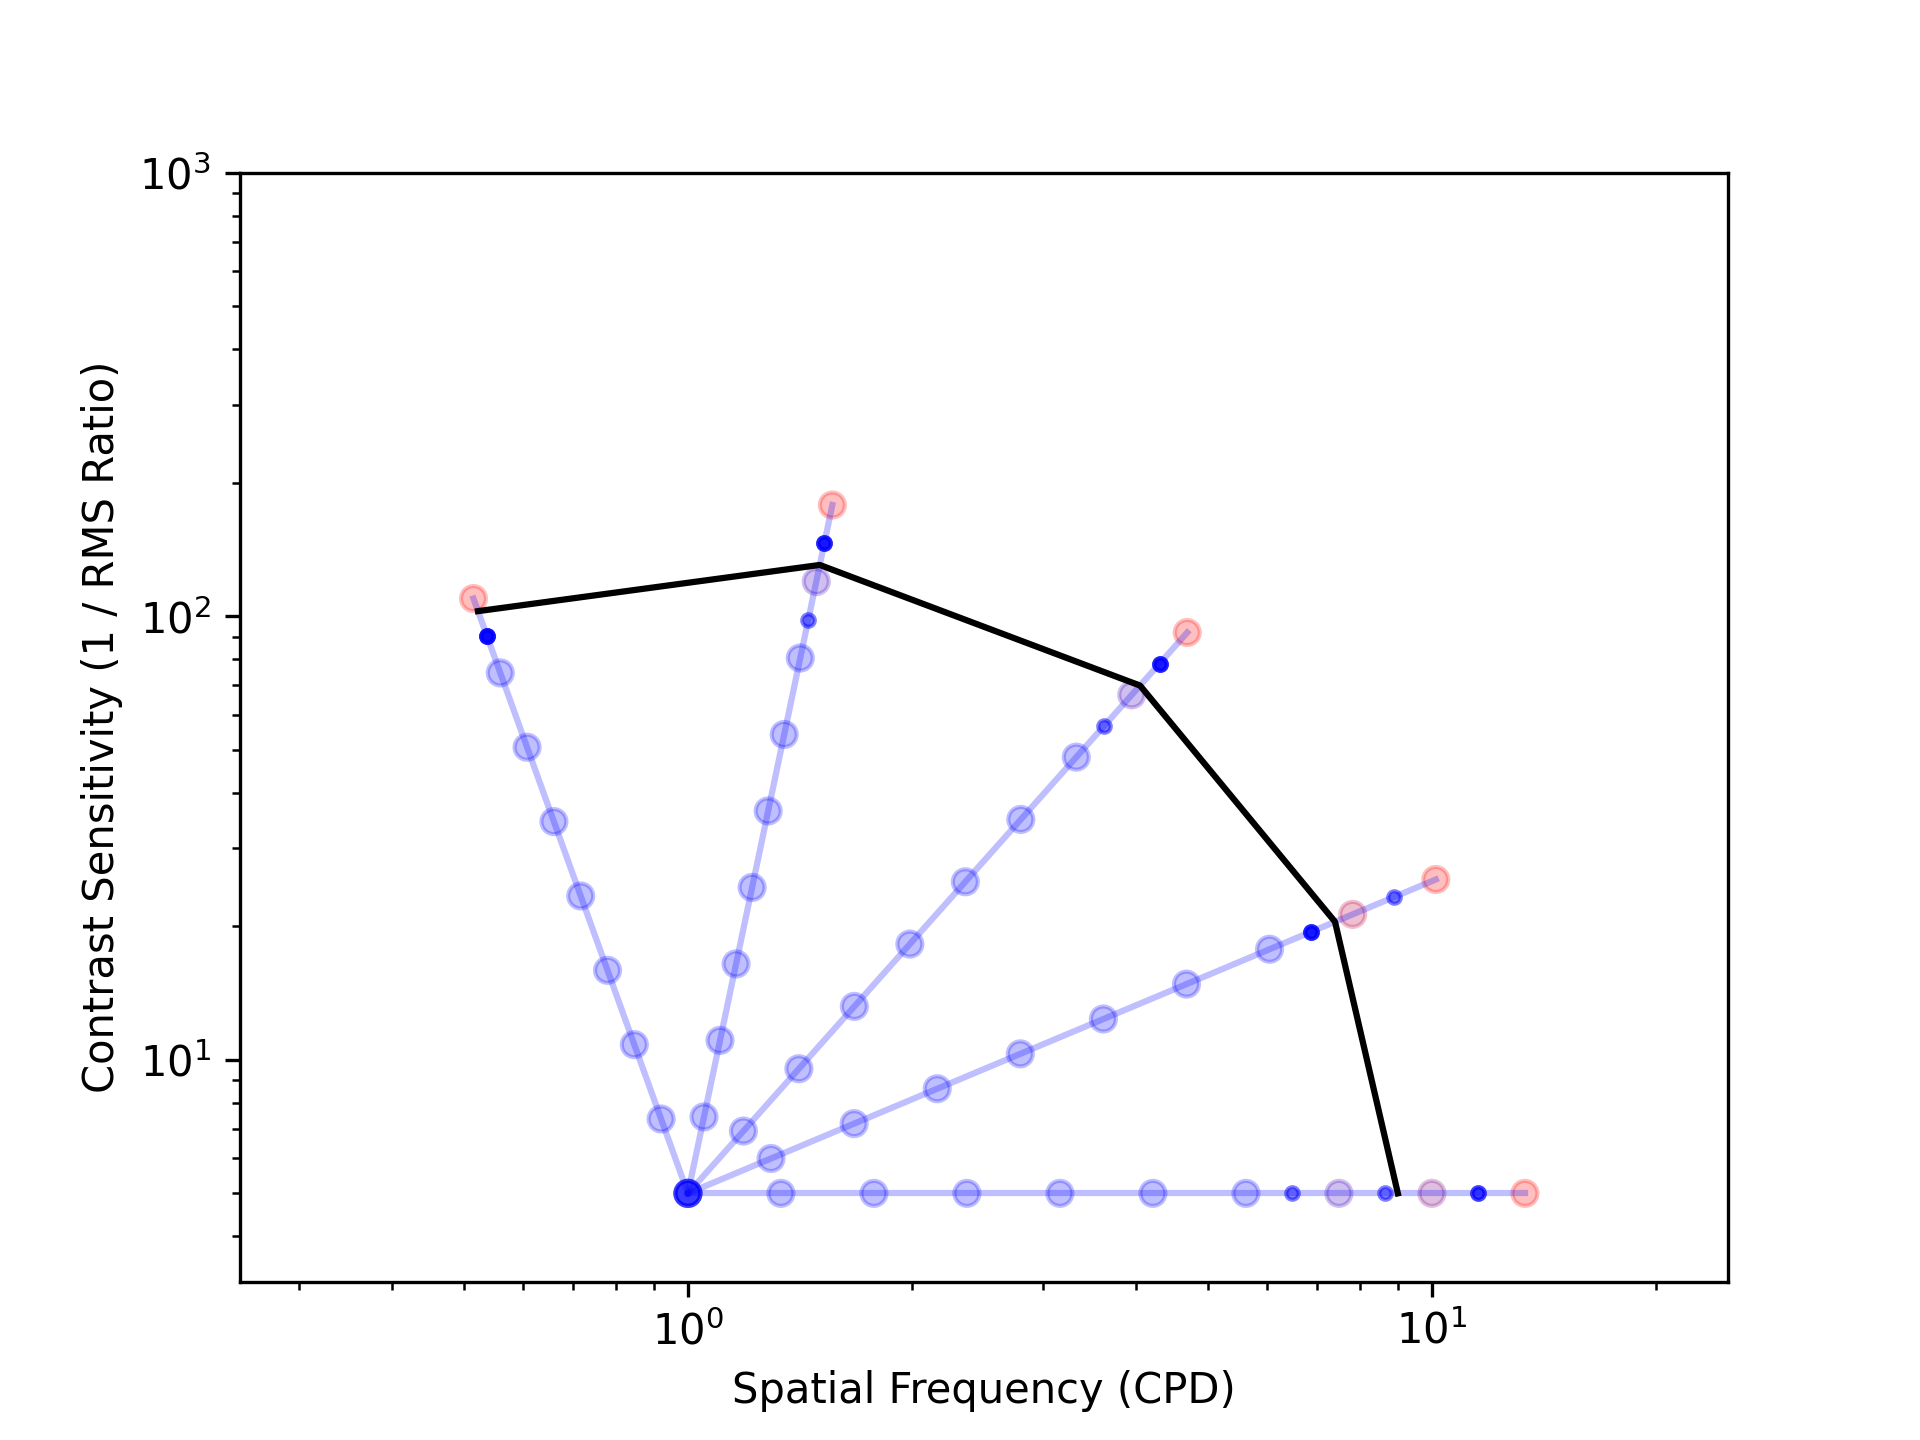 10³
10²
10¹
Contrast Sensitivity (1 / RMS Ratio)
10⁰ 10¹
Spatial Frequency (CPD)